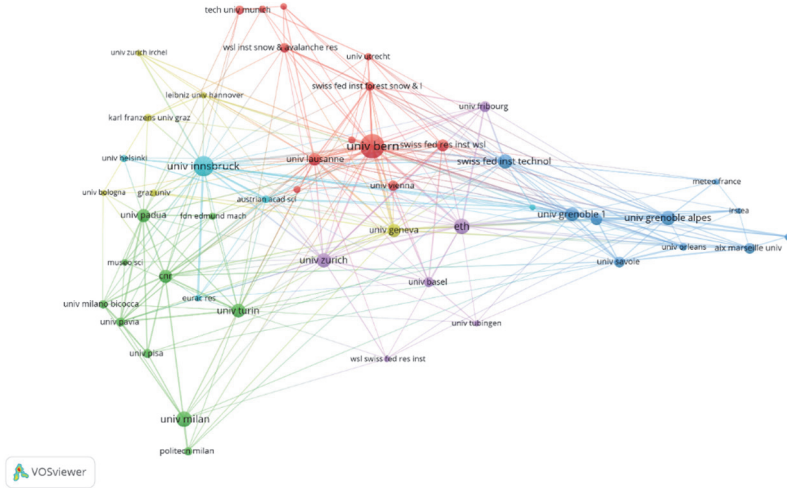 tech univ munich
wsl inst snow & avalanche res
univ zurich irchel
univ utrecht
swiss fed inst forest snow & l
leibniz univ hannover
univ fribourg
karl franzens univ graz
univ bern
swiss fed res inst wsl
univ helsinki
univ innsbruck
univ lausanne
swiss fed inst technol
meteo france
univ bologna
graz univ
austrian acad sci
univ vienna
univ padua
fdn edmund mach
univ grenoble 1
univ grenoble alpes
irstea
univ geneva
eth
univ orleans
aix marseille univ
museo sci
univ zurich
univ savoie
cnr
univ basel
univ milano bicocca
eurac res
univ turin
univ pavia
univ tubingen
univ pisa
wsl swiss fed res inst
univ milan
politecn milan
VOSviewer